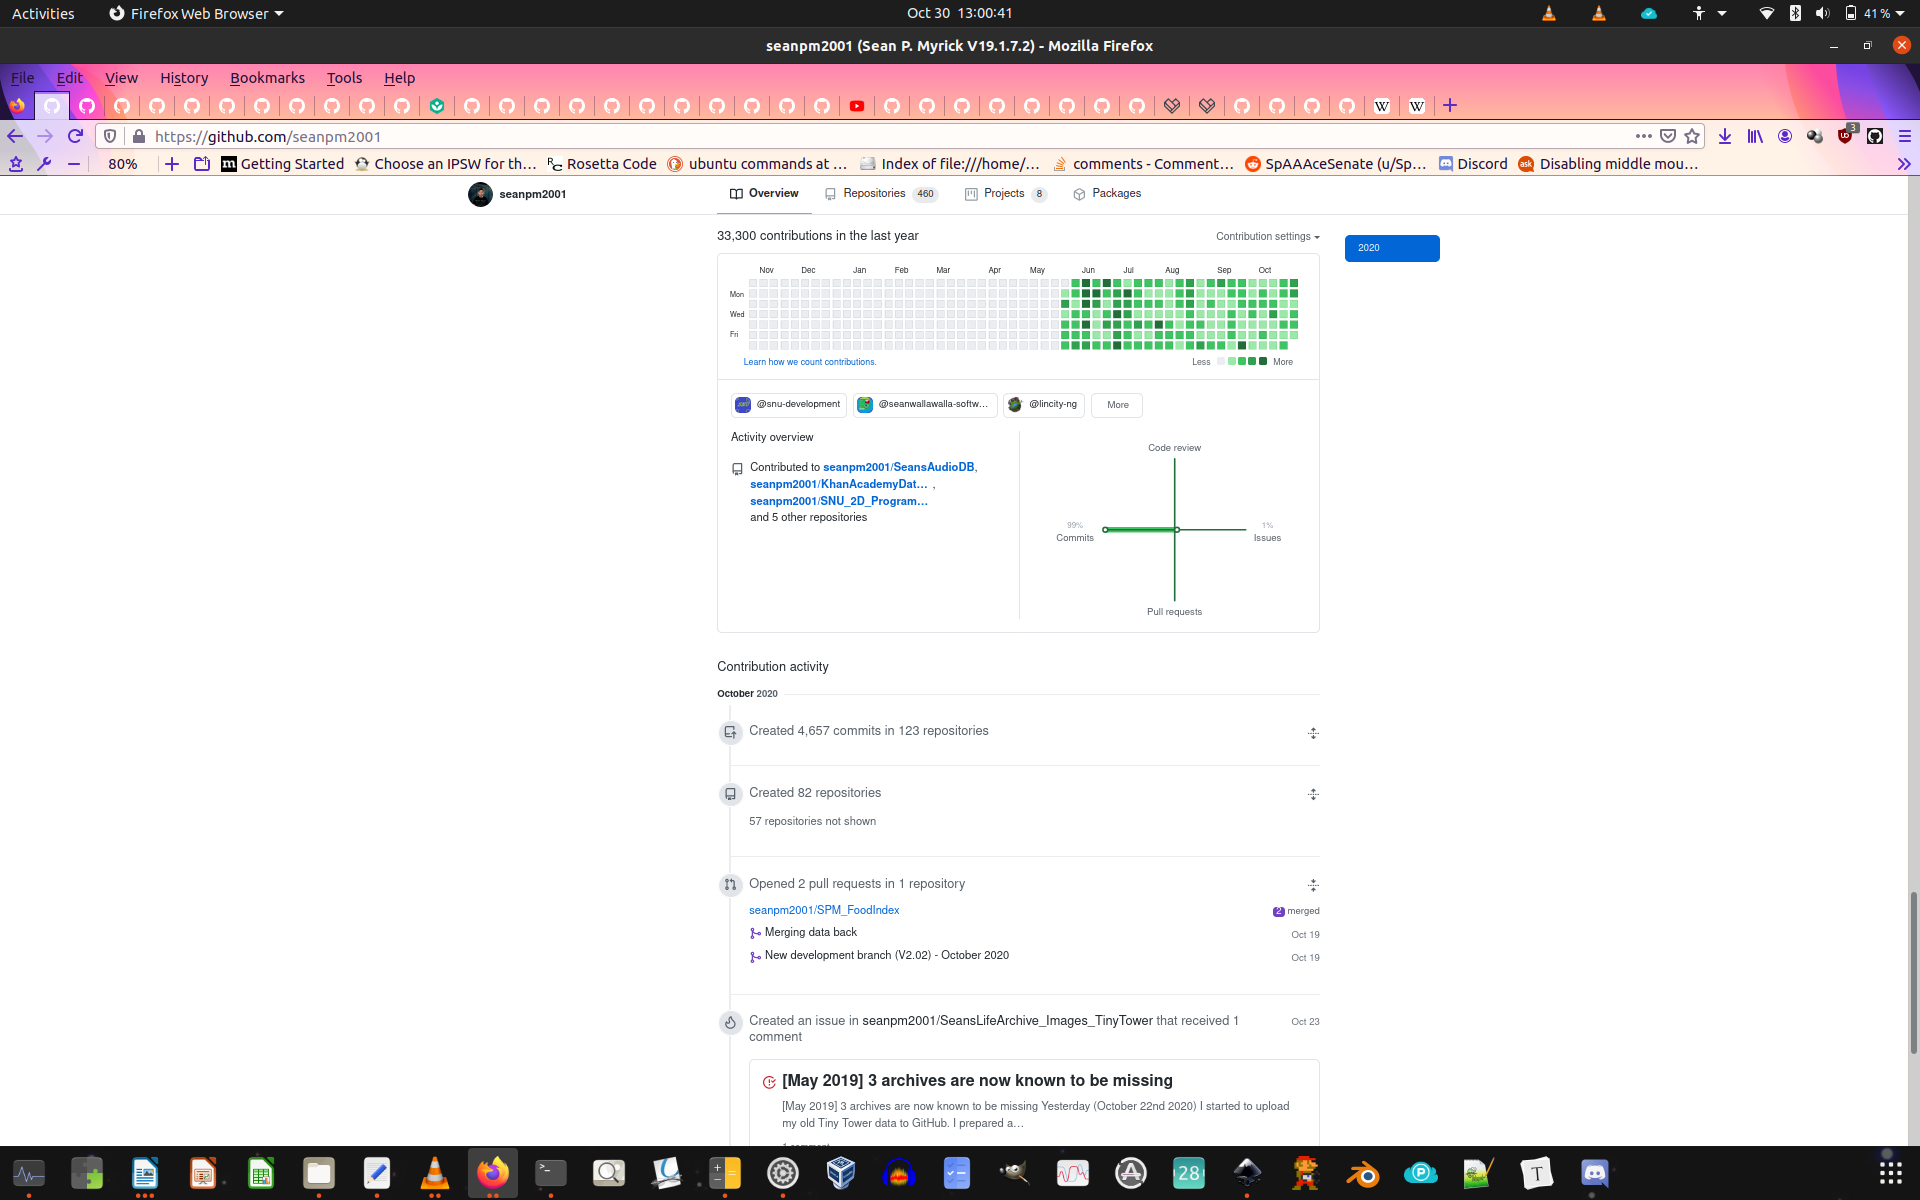 Activities Firefox Web Browser Oct 30 13:00:41 41 %
seanpm2001 (Sean P. Myrick V19.1.7.2) - Mozilla Firefox
File Edit View History Bookmarks Tools Help
https://github.com/seanpm2001 3
80% Getting Started Choose an IPSW for th… Rosetta Code ubuntu commands at … Index of file:///home/… comments - Comment… SpAAAceSenate (u/Sp… Discord Disabling middle mou…
seanpm2001 Overview Repositories 460 Projects 8 Packages
33,300 contributions in the last year Contribution settings 2020
Nov Dec Jan Feb Mar Apr May Jun Jul Aug Sep Oct
Mon
Wed
Fri
Learn how we count contributions. Less More
@snu-development @seanwallawalla-softw… @lincity-ng More
Activity overview
Code review
Contributed to seanpm2001/SeansAudioDB,
seanpm2001/KhanAcademyDat… ,
seanpm2001/SNU_2D_Program…
and 5 other repositories
99% 1%
Commits Issues
Pull requests
Contribution activity
October 2020
Created 4,657 commits in 123 repositories
Created 82 repositories
57 repositories not shown
Opened 2 pull requests in 1 repository
seanpm2001/SPM_FoodIndex 2 merged
Merging data back Oct 19
New development branch (V2.02) - October 2020 Oct 19
Created an issue in seanpm2001/SeansLifeArchive_Images_TinyTower that received 1 Oct 23
comment
[May 2019] 3 archives are now known to be missing
[May 2019] 3 archives are now known to be missing Yesterday (October 22nd 2020) I started to upload
my old Tiny Tower data to GitHub. I prepared a…
28